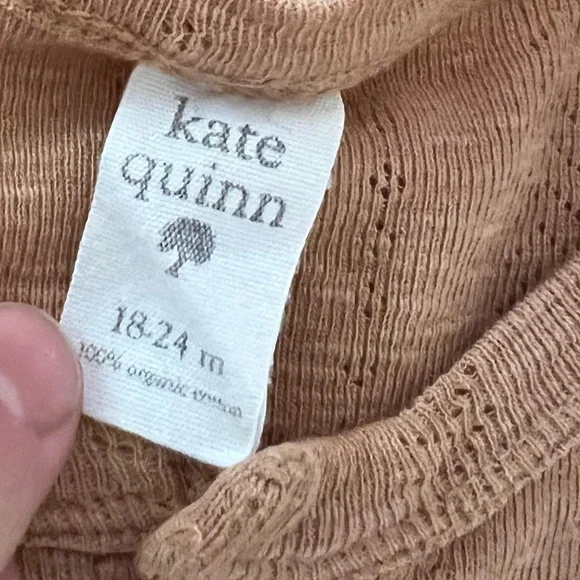 kate
quinn
18-24 m
100% organic cotton